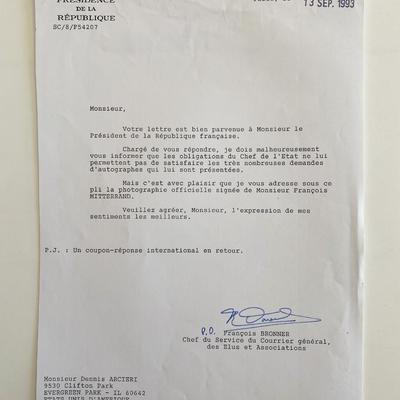 PRÉSIDENCE
DE LA
RÉPUBLIQUE
SC/8/P54207
13 SEP. 1993
Monsieur,
Votre lettre est bien parvenue à Monsieur le
Président de la République française.
Chargé de vous répondre, je dois malheureusement
vous informer que les obligations du Chef de l'Etat ne lui
permettent pas de satisfaire les très nombreuses demandes
d'autographes qui lui sont présentées.
Mais c'est avec plaisir que je vous adresse sous ce
pli la photographie officielle signée de Monsieur François
MITTERRAND.
Veuillez agréer, Monsieur, l'expression de mes
sentiments les meilleurs.
P.J. : Un coupon-réponse international en retour.
P.O. François BRONNER
Chef du Service du Courrier général,
des Elus et Associations
Monsieur Dennis ARCIERI
9530 Clifton Park
EVERGREEN PARK - IL 60642
ETATS UNIS D'AMERIQUE